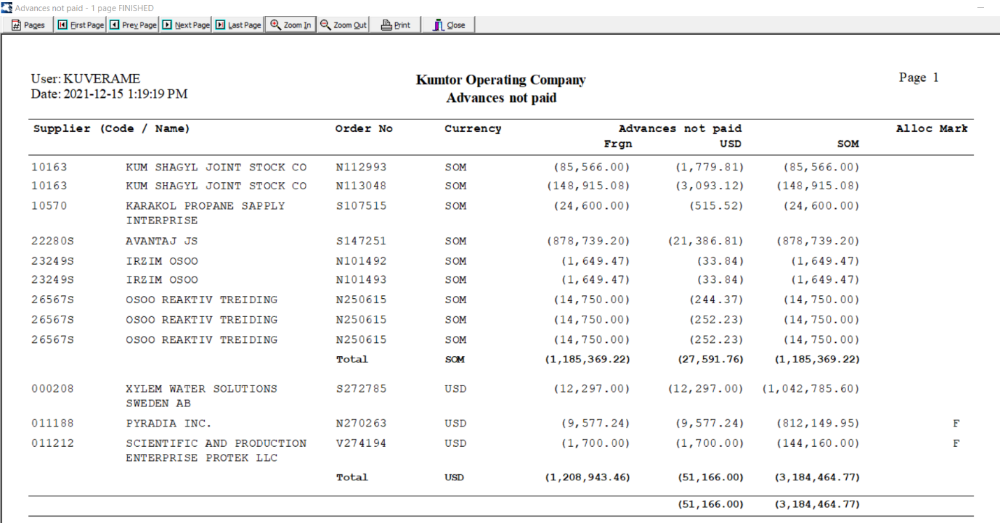 Advances not paid - 1 page FINISHED
Pages First Page Prev Page Next Page Last Page Zoom In Zoom Out Print Close
User: KUVERAME
Date: 2021-12-15 1:19:19 PM
Kumtor Operating Company
Advances not paid
Page 1
Supplier (Code / Name) Order No Currency Advances not paid Alloc Mark
Frgn USD SOM
10163 KUM SHAGYL JOINT STOCK CO N112993 SOM (85,566.00) (1,779.81) (85,566.00)
10163 KUM SHAGYL JOINT STOCK CO N113048 SOM (148,915.08) (3,093.12) (148,915.08)
10570 KARAKOL PROPANE SAPPLY S107515 SOM (24,600.00) (515.52) (24,600.00)
INTERPRISE
22280S AVANTAJ JS S147251 SOM (878,739.20) (21,386.81) (878,739.20)
23249S IRZIM OSOO N101492 SOM (1,649.47) (33.84) (1,649.47)
23249S IRZIM OSOO N101493 SOM (1,649.47) (33.84) (1,649.47)
26567S OSOO REAKTIV TREIDING N250615 SOM (14,750.00) (244.37) (14,750.00)
26567S OSOO REAKTIV TREIDING N250615 SOM (14,750.00) (252.23) (14,750.00)
26567S OSOO REAKTIV TREIDING N250615 SOM (14,750.00) (252.23) (14,750.00)
Total SOM (1,185,369.22) (27,591.76) (1,185,369.22)
000208 XYLEM WATER SOLUTIONS S272785 USD (12,297.00) (12,297.00) (1,042,785.60)
SWEDEN AB
011188 PYRADIA INC. N270263 USD (9,577.24) (9,577.24) (812,149.95) F
011212 SCIENTIFIC AND PRODUCTION V274194 USD (1,700.00) (1,700.00) (144,160.00) F
ENTERPRISE PROTEK LLC
Total USD (1,208,943.46) (51,166.00) (3,184,464.77)
(51,166.00) (3,184,464.77)